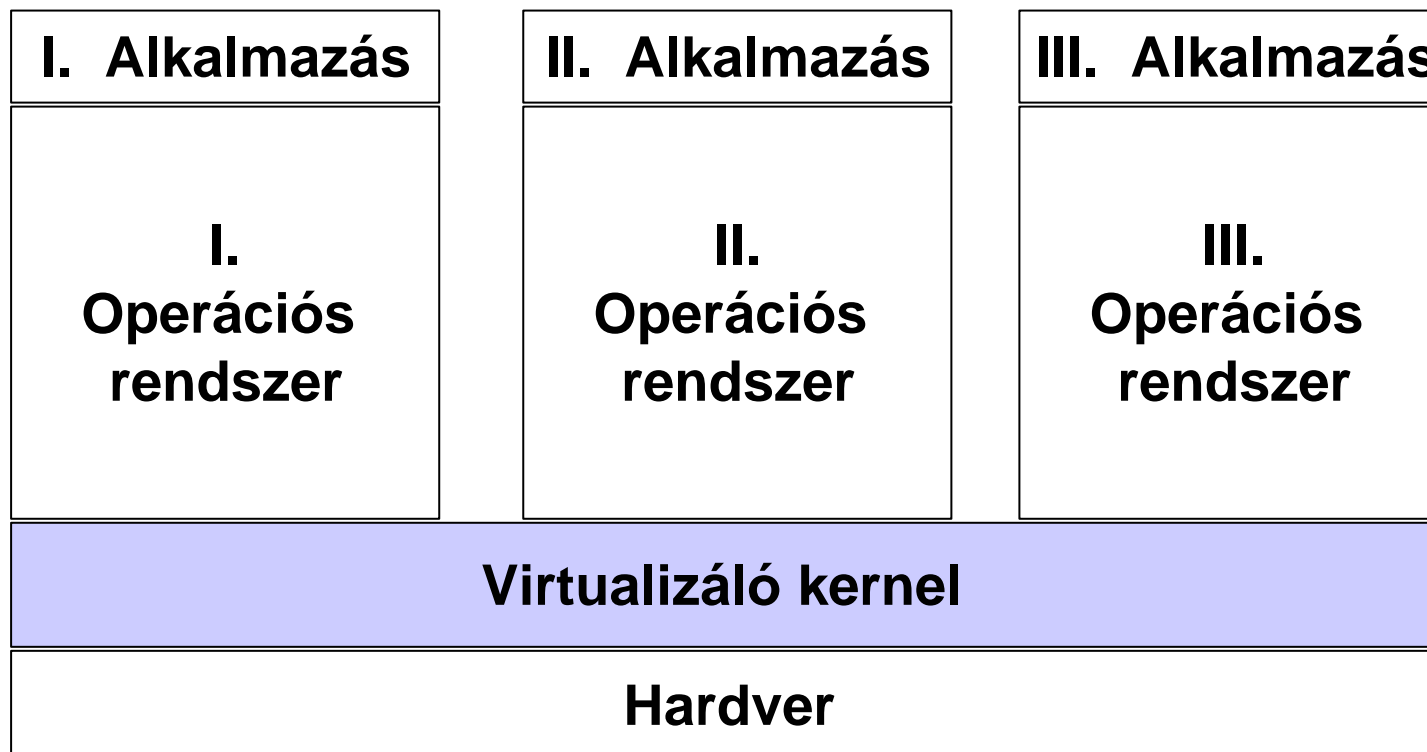 I. Alkalmazás
II. Alkalmazás
III. Alkalmazás
I.
Operációs
rendszer
II.
Operációs
rendszer
III.
Operációs
rendszer
Virtualizáló kernel
Hardver